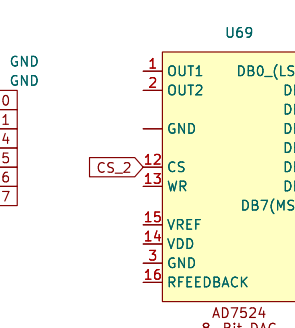 U69
GND
GND
0
1
4
5
6
7
1 OUT1 DB0_(LS
2 OUT2
GND
CS_2 12 CS
13 WR
DB7(MS
15 VREF
14 VDD
3 GND
16 RFEEDBACK
AD7524
8-Bit DAC